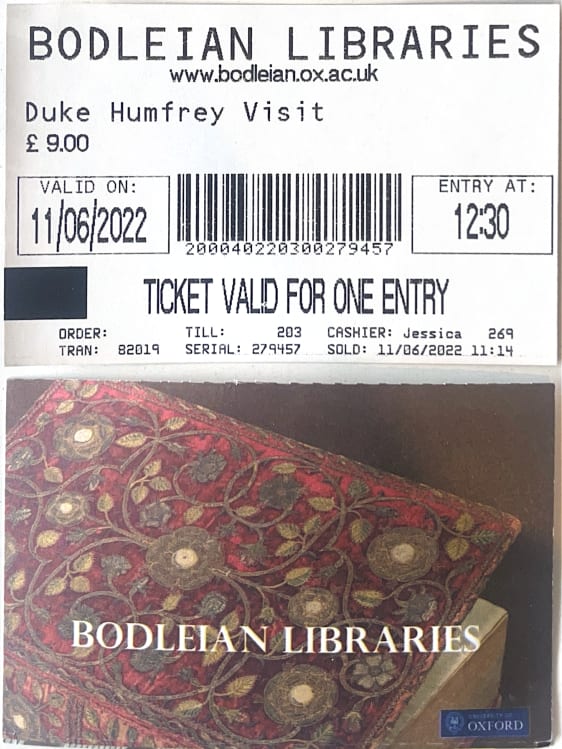 BODLEIAN LIBRARIES
www.bodleian.ox.ac.uk
Duke Humfrey Visit
£ 9.00
VALID ON:
11/06/2022
200040220300279457
ENTRY AT:
12:30
TICKET VALID FOR ONE ENTRY
ORDER: TILL: 203 CASHIER: Jessica 269
TRAN: 82019 SERIAL: 279457 SOLD: 11/06/2022 11:14
BODLEIAN LIBRARIES
UNIVERSITY OF
OXFORD